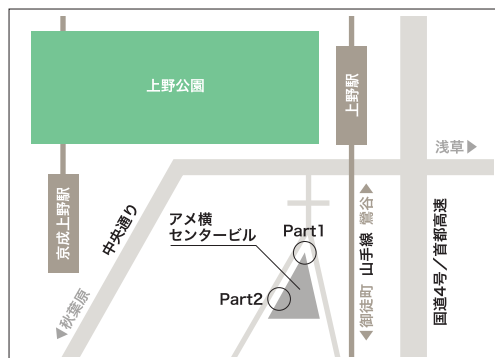 上野公園
上野駅
浅草▶
京成上野駅
中央通り
◀秋葉原
アメ横
センタービル
Part1
Part2
◀御徒町 山手線 鶯谷▶
国道4号／首都高速